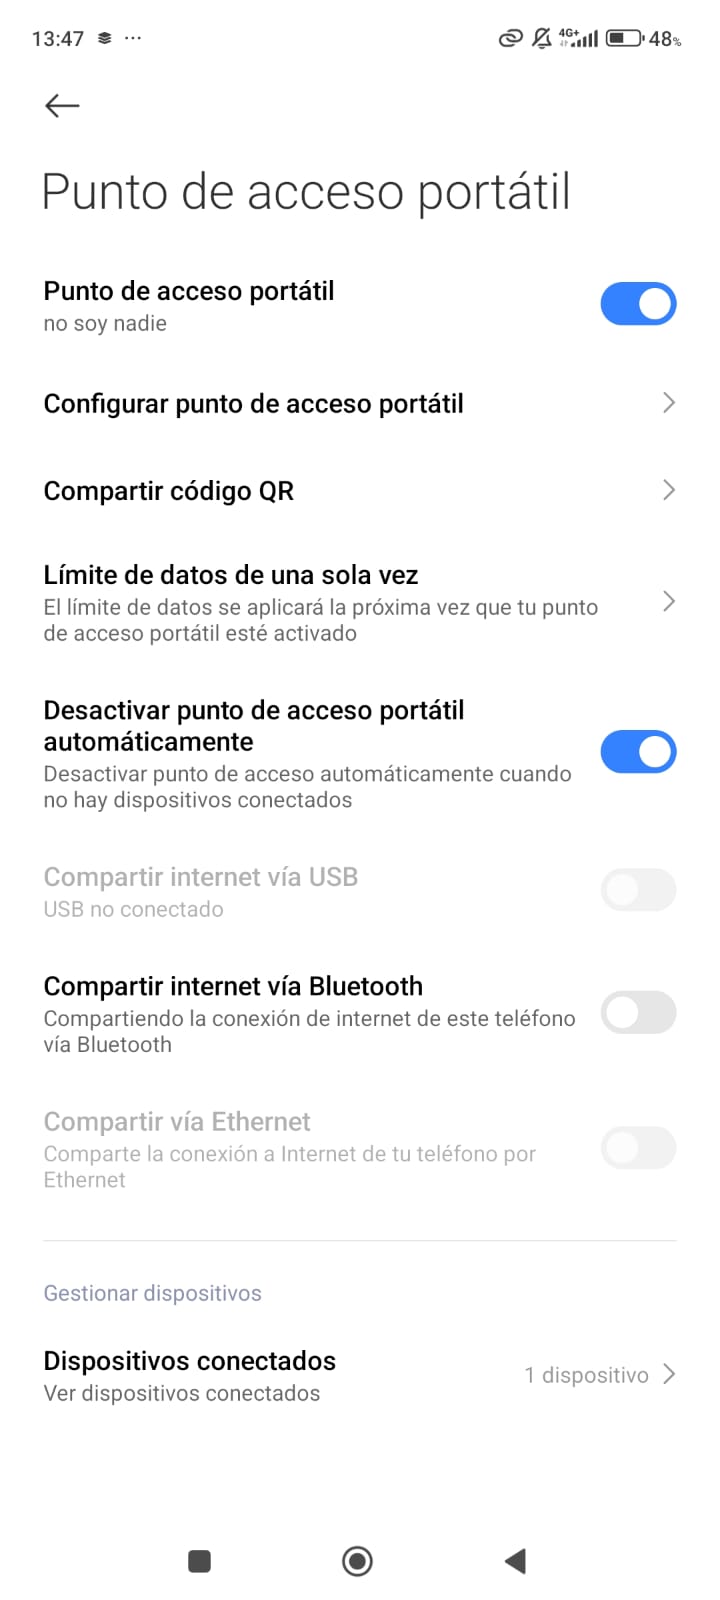 13:47 ... 4G+ 48%
Punto de acceso portátil
Punto de acceso portátil
no soy nadie
Configurar punto de acceso portátil
Compartir código QR
Límite de datos de una sola vez
El límite de datos se aplicará la próxima vez que tu punto
de acceso portátil esté activado
Desactivar punto de acceso portátil
automáticamente
Desactivar punto de acceso automáticamente cuando
no hay dispositivos conectados
Compartir internet vía USB
USB no conectado
Compartir internet vía Bluetooth
Compartiendo la conexión de internet de este teléfono
vía Bluetooth
Compartir vía Ethernet
Comparte la conexión a Internet de tu teléfono por
Ethernet
Gestionar dispositivos
Dispositivos conectados
1 dispositivo
Ver dispositivos conectados